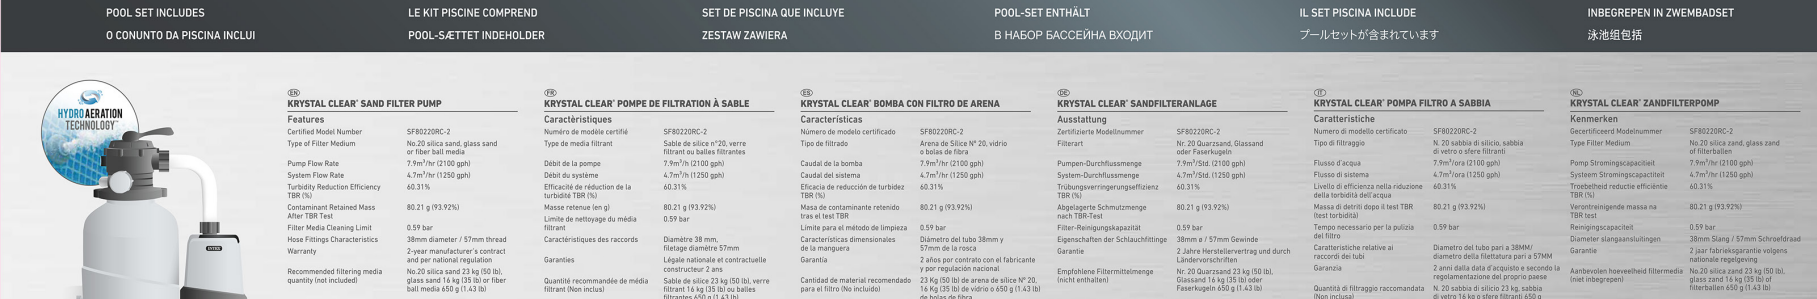 POOL SET INCLUDES
LE KIT PISCINE COMPREND
SET DE PISCINA QUE INCLUYE
POOL-SET ENTHÄLT
IL SET PISCINA INCLUDE
INBEGREPEN IN ZWEMBADSET
O CONUNTO DA PISCINA INCLUI
POOL-SÆTTET INDEHOLDER
ZESTAW ZAWIERA
В НАБОР БАССЕЙНА ВХОДИТ
プールセットが含まれています
泳池组包括
HYDRO AERATION
TECHNOLOGY™
INTEX
EN
KRYSTAL CLEAR® SAND FILTER PUMP
Features
Certified Model Number SF80220RC-2
Type of Filter Medium No.20 silica sand, glass sand
or fiber ball media
Pump Flow Rate 7.9m³/hr (2100 gph)
System Flow Rate 4.7m³/hr (1250 gph)
Turbidity Reduction Efficiency 60.31%
TBR (%)
Contaminant Retained Mass 80.21 g (93.92%)
After TBR Test
Filter Media Cleaning Limit 0.59 bar
Hose Fittings Characteristics 38mm diameter / 57mm thread
Warranty 2-year manufacturer's contract
and per national regulation
Recommended filtering media No.20 silica sand 23 kg (50 lb),
quantity (not included) glass sand 16 kg (35 lb) or fiber
ball media 650 g (1.43 lb)
FR
KRYSTAL CLEAR® POMPE DE FILTRATION À SABLE
Caractèristiques
Numéro de modèle certifié SF80220RC-2
Type de media filtration Sable de silice n°20, verre
filtrant ou balles filtrantes
Débit de la pompe 7.9m³/h (2100 gph)
Débit du système 4.7m³/h (1250 gph)
Efficacité de réduction de la 60.31%
turbidité TBR (%)
Masse retenue (en g) 80.21 g (93.92%)
Limite de nettoyage du média 0.59 bar
filtrant
Caractéristiques des raccords Diamètre 38 mm,
filetage diamètre 57mm
Garanties Légale nationale et contractuelle
constructeur 2 ans
Quantité recommandée de média Sable de silice 23 kg (50 lb), verre
filtrant (Non inclus) filtrant 16 kg (35 lb) ou balles
filtrantes 650 g (1.43 lb)
ES
KRYSTAL CLEAR® BOMBA CON FILTRO DE ARENA
Características
Número de modelo certificado SF80220RC-2
Tipo de filtrado Arena de Sílice Nº 20, vidrio
o bolas de fibra
Caudal de la bomba 7.9m³/hr (2100 gph)
Caudal del sistema 4.7m³/hr (1250 gph)
Eficacia de reducción de turbidez 60.31%
TBR (%)
Masa de contaminante retenido 80.21 g (93.92%)
tras el test TBR
Límite para el método de limpieza 0.59 bar
Características dimensionales Diámetro del tubo 38mm y
de la manguera 57mm de la rosca
Garantía 2 años por contrato con el fabricante
y por regulación nacional
Cantidad de material recomendado 23 Kg (50 lb) de arena de sílice Nº 20,
para el filtro (No incluido) 16 Kg (35 lb) de vidrio o 650 g (1.43 lb)
de bolas de fibra
DE
KRYSTAL CLEAR® SANDFILTERANLAGE
Ausstattung
Zertifizierte Modellnummer SF80220RC-2
Filterart Nr. 20 Quarzsand, Glassand
oder Faserkugeln
Pumpen-Durchflussmenge 7.9m³/Std. (2100 gph)
System-Durchflussmenge 4.7m³/Std. (1250 gph)
Trübungsverringerungseffizienz 60.31%
TBR (%)
Abgelagerte Schmutzmenge 80.21 g (93.92%)
nach TBR-Test
Filter-Reinigungskapazität 0.59 bar
Eigenschaften der Schlauchfittinge 38mm ø / 57mm Gewinde
Garantie 2 Jahre Herstellervertrag und durch
Ländervorschriften
Empfohlene Filtermittelmenge Nr. 20 Quarzsand 23 kg (50 lb),
(nicht enthalten) Glassand 16 kg (35 lb) oder
Faserkugeln 650 g (1.43 lb)
IT
KRYSTAL CLEAR® POMPA FILTRO A SABBIA
Caratteristiche
Numero di modello certificato SF80220RC-2
Tipo di filtraggio N. 20 sabbia di silicio, sabbia
di vetro o sfere filtranti
Flusso d'acqua 7.9m³/ora (2100 gph)
Flusso di sistema 4.7m³/ora (1250 gph)
Livello di efficienza nella riduzione 60.31%
della torbidità dell'acqua
Massa di detriti dopo il test TBR 80.21 g (93.92%)
(test torbidità)
Tempo necessario per la pulizia 0.59 bar
del filtro
Caratteristiche relative ai Diametro del tubo pari a 38MM/
raccordi dei tubi diametro della filettatura pari a 57MM
Garanzia 2 anni dalla data d'acquisto e secondo la
regolamentazione del proprio paese
Quantità di filtraggio raccomandata N. 20 sabbia di silicio 23 kg, sabbia
(Non inclusa) di vetro 16 kg o sfere filtranti 650 g
NL
KRYSTAL CLEAR® ZANDFILTERPOMP
Kenmerken
Gecertificeerd Modelnummer SF80220RC-2
Type Filter Medium No.20 silica zand, glass zand
of filterballen
Pomp Stromingscapacitieit 7.9m³/hr (2100 gph)
Systeem Stromingscapactiteit 4.7m³/hr (1250 gph)
Troebelheid reductie efficiëntie 60.31%
TBR (%)
Verontreinigende massa na 80.21 g (93.92%)
TBR test
Reinigingscapaciteit 0.59 bar
Diameter slangaansluitingen 38mm Slang / 57mm Schroefdraad
Garantie 2 jaar fabrieksgarantie volgens
nationale regelgeving
Aanbevolen hoeveelheid filtermedia No.20 silica zand 23 kg (50 lb),
(niet inbegrepen) glass zand 16 kg (35 lb) of
filterballen 650 g (1.43 lb)